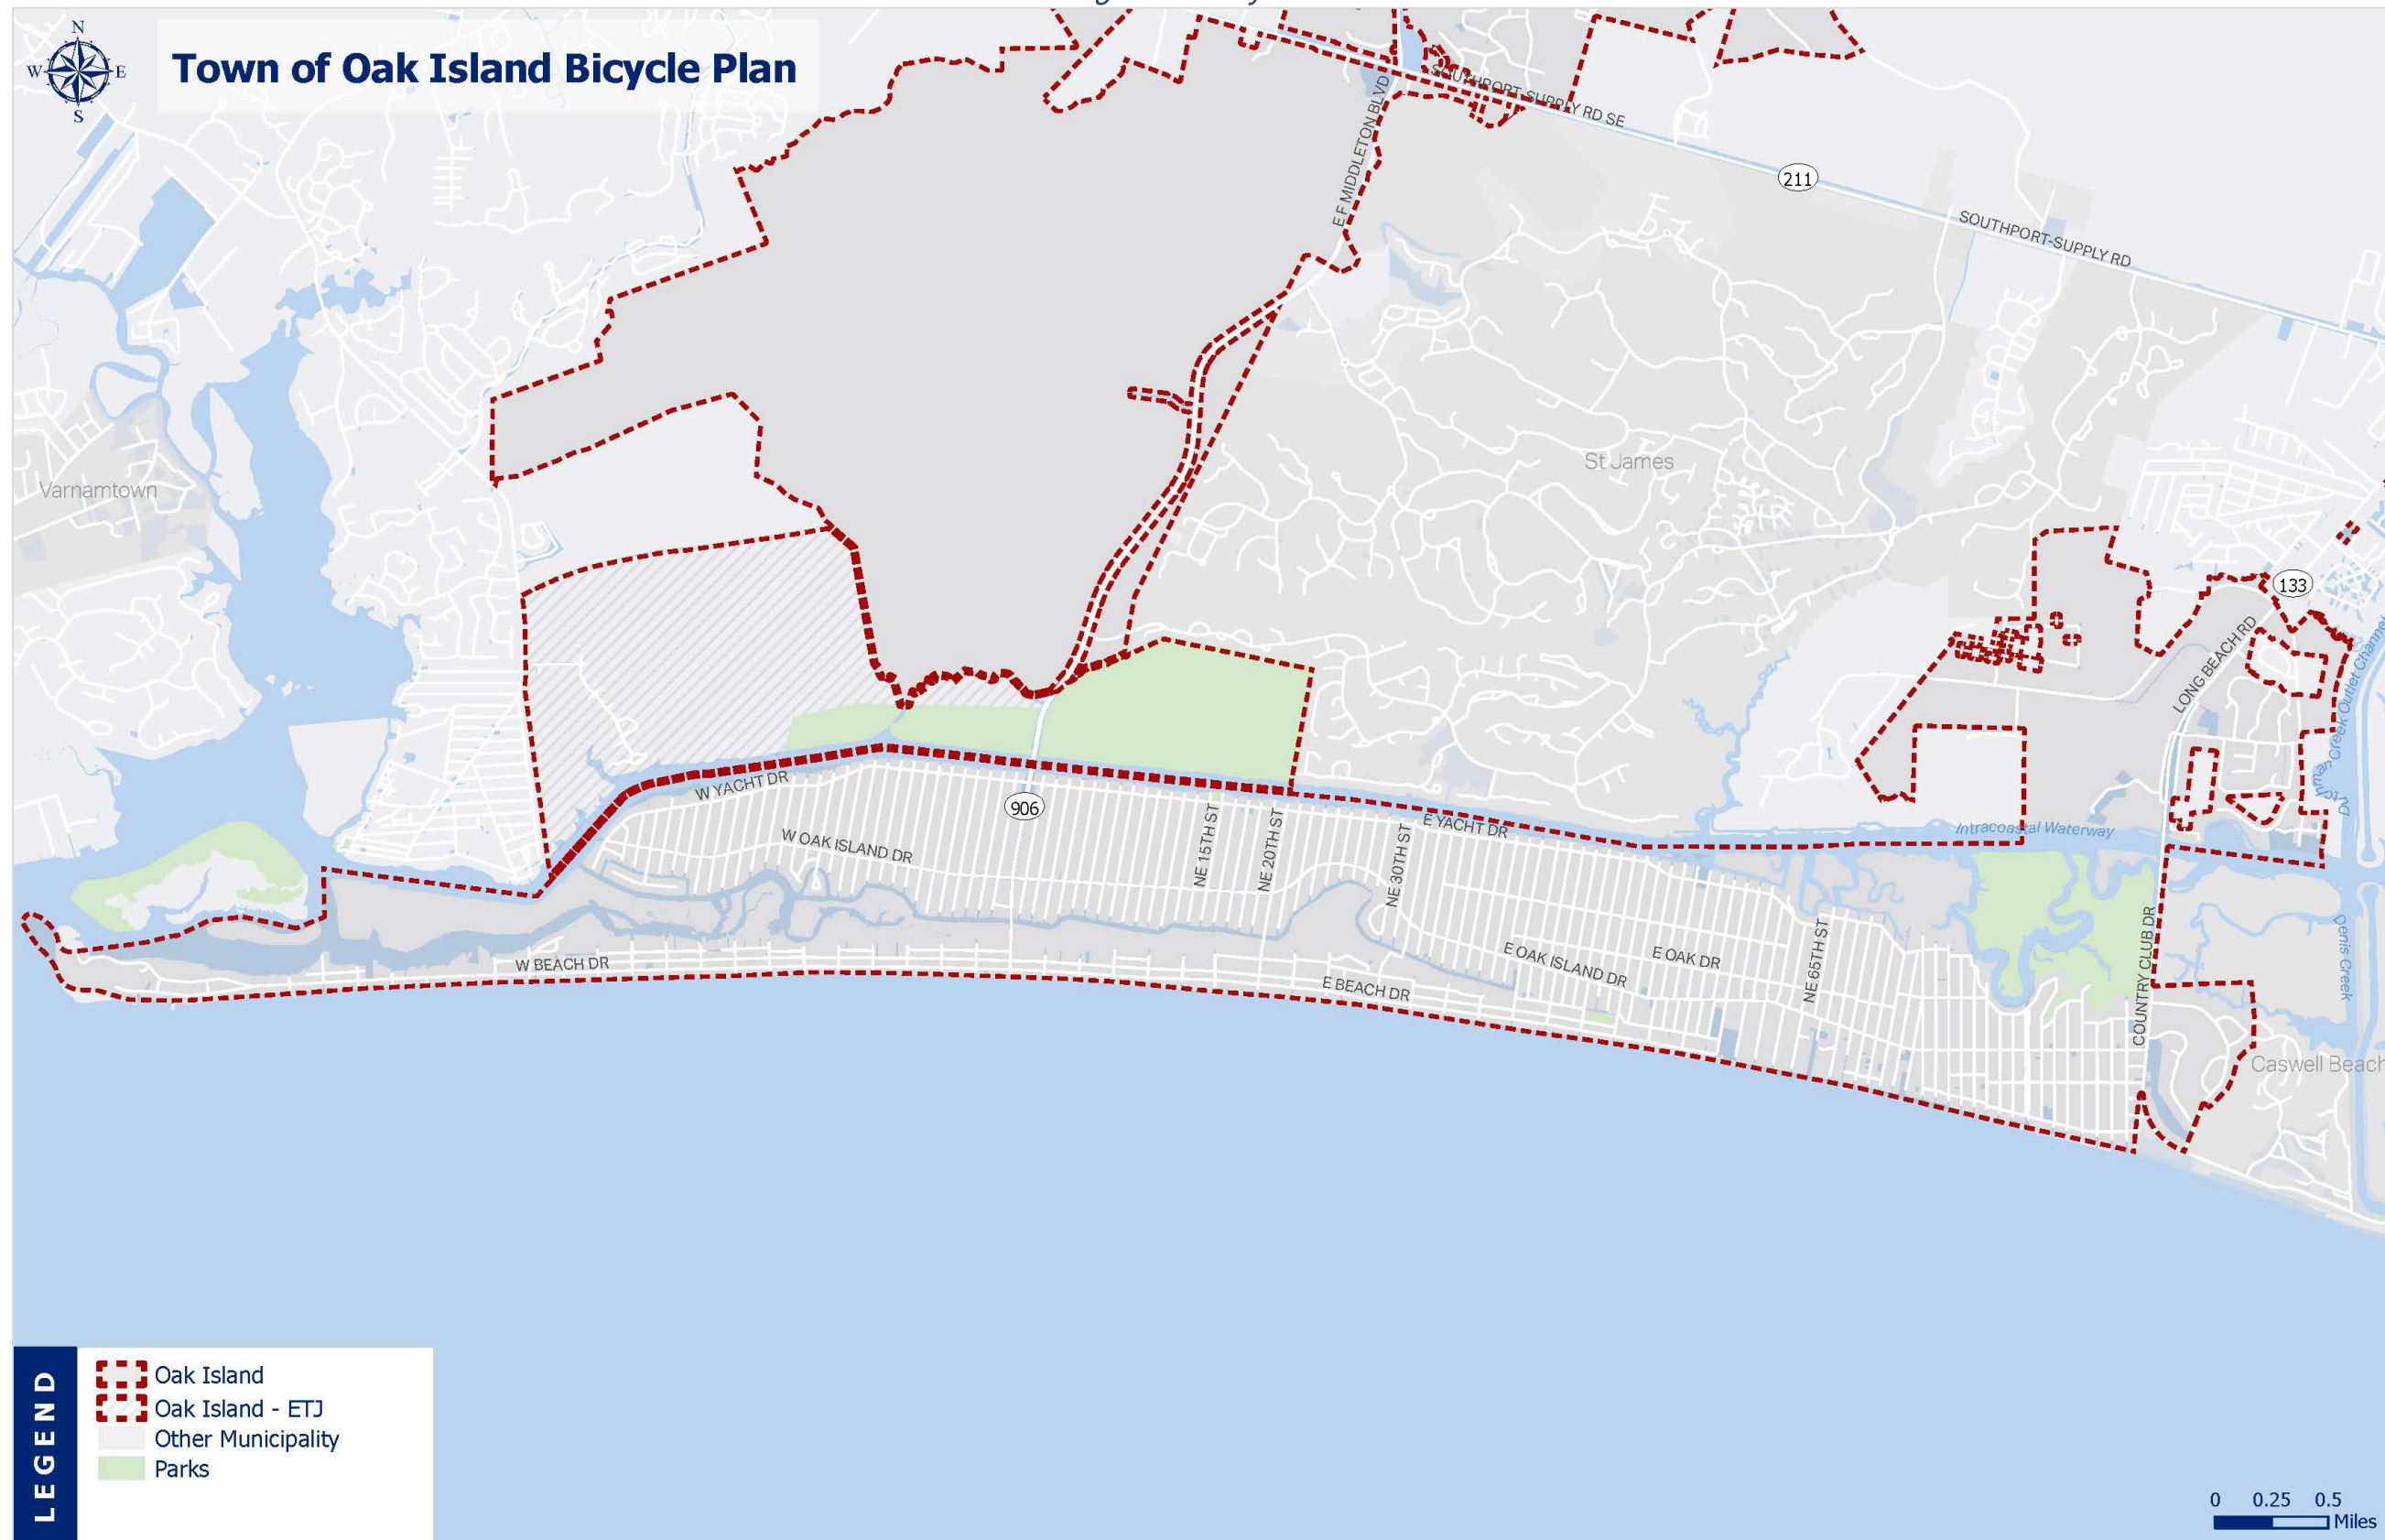 N
W E
S
Town of Oak Island Bicycle Plan
SOUTHPORT-SUPPLY RD SE
E F MIDDLETON BLVD
211
SOUTHPORT-SUPPLY RD
St James
Varnamtown
133
LONG BEACH RD
Creek Outlet Channel
W YACHT DR
906
E YACHT DR
Intracoastal Waterway
W OAK ISLAND DR
NE 15TH ST
NE 20TH ST
NE 30TH ST
NE 65TH ST
COUNTRY CLUB DR
Denis Creek
W BEACH DR
E BEACH DR
E OAK ISLAND DR
E OAK DR
Caswell Beach
LEGEND
Oak Island
Oak Island - ETJ
Other Municipality
Parks
0 0.25 0.5
Miles